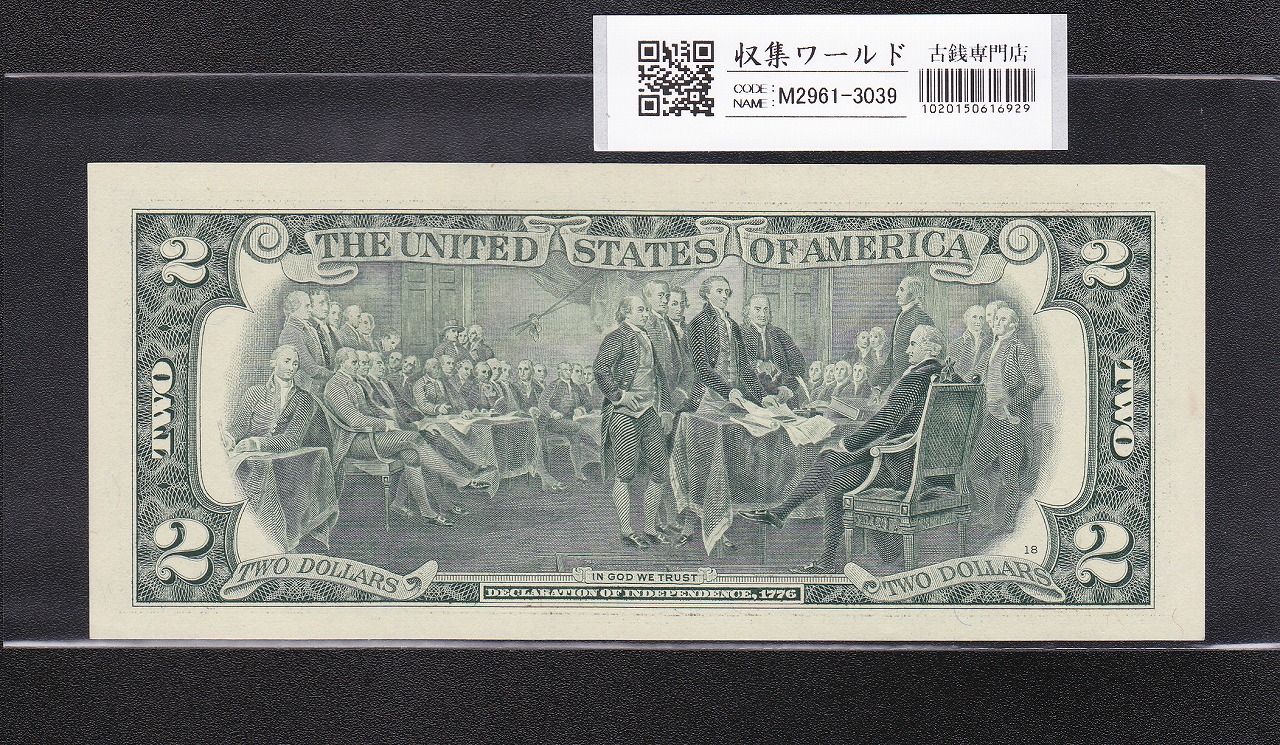 収集ワールド 古銭専門店
CODE:
NAME: M2961-3039
1020150616929
2 THE UNITED STATES OF AMERICA 2
TWO TWO
2 2
18
TWO DOLLARS IN GOD WE TRUST TWO DOLLARS
DECLARATION OF INDEPENDENCE, 1776